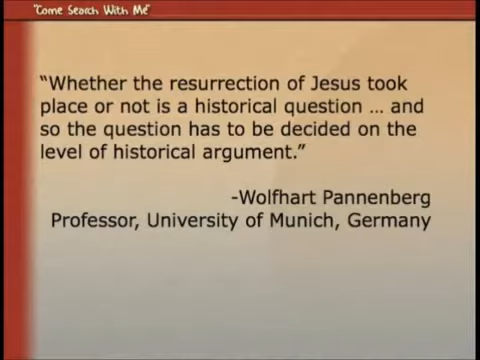 "Come Search With Me"
“Whether the resurrection of Jesus took
place or not is a historical question … and
so the question has to be decided on the
level of historical argument.”
-Wolfhart Pannenberg
Professor, University of Munich, Germany